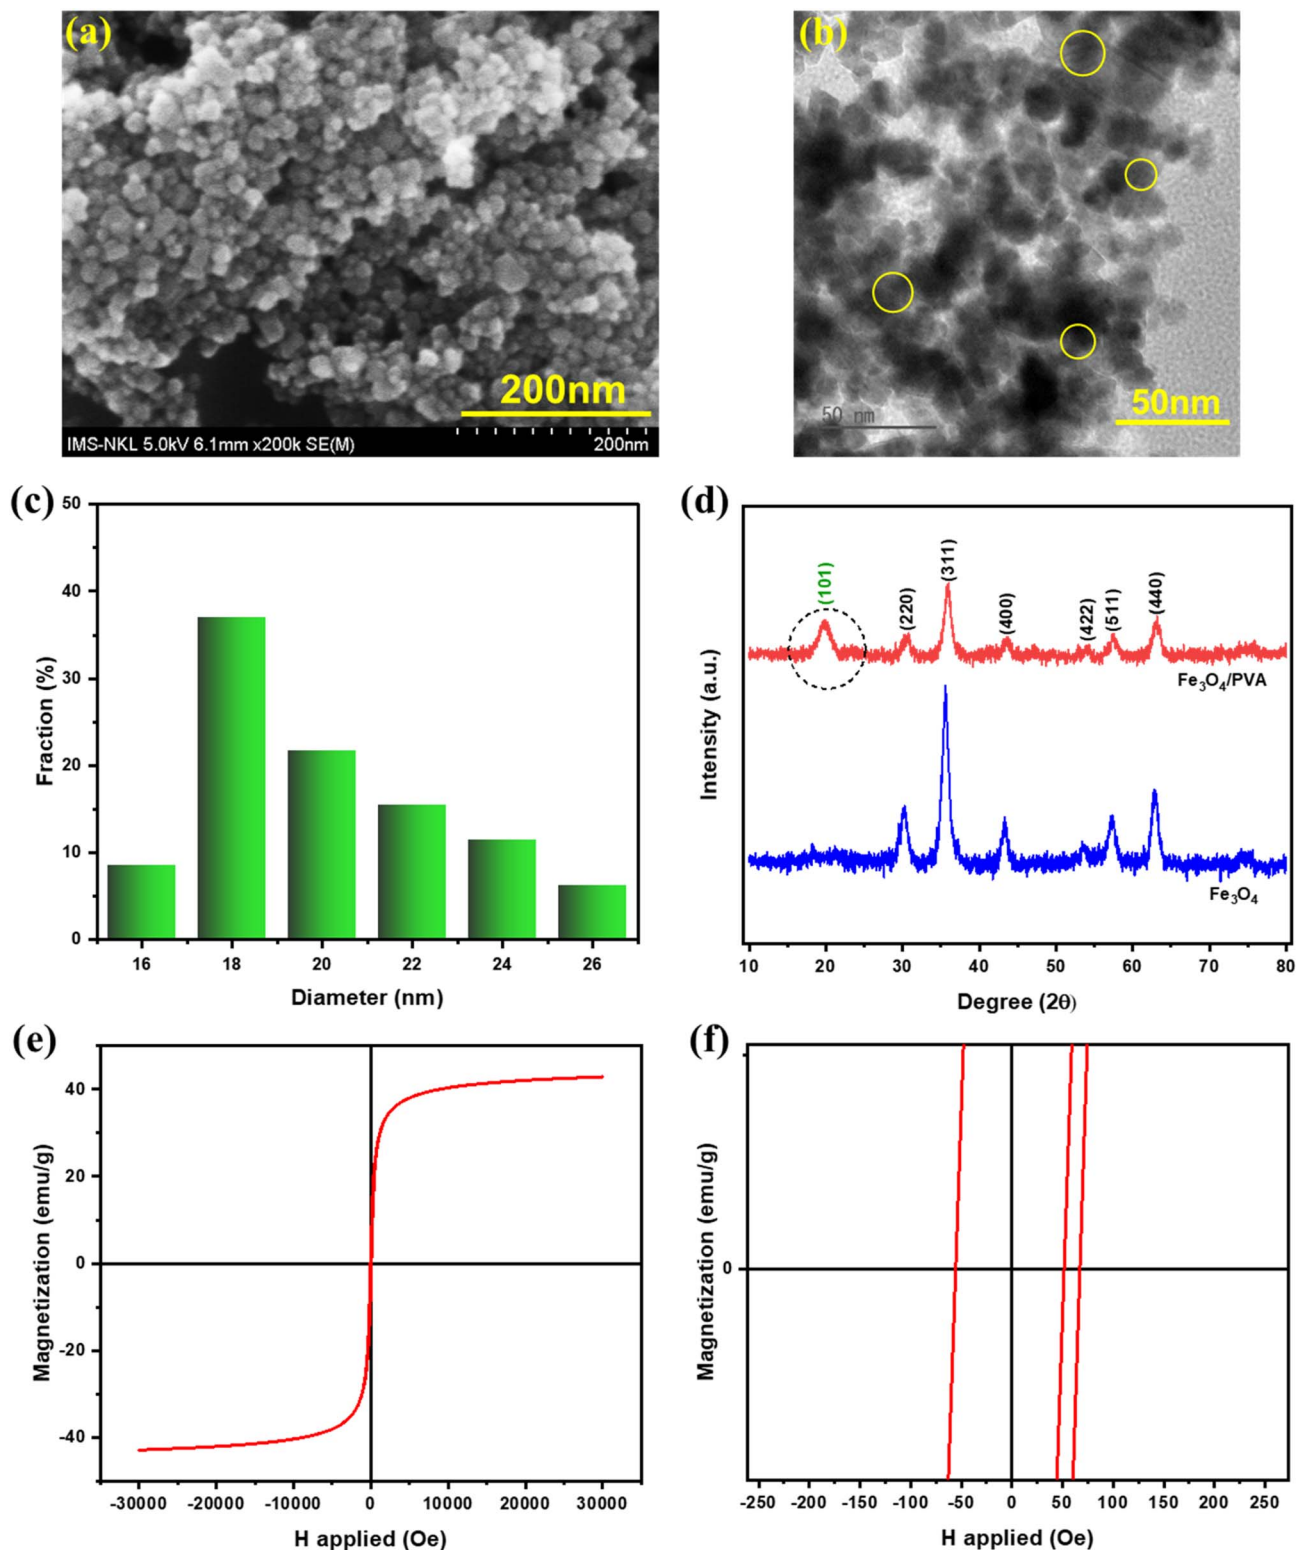 (a)
200nm
IMS-NKL 5.0kV 6.1mm x200k SE(M)
200nm
(b)
50 nm
50nm
(c)
50
40
30
20
10
0
Fraction (%)
16 18 20 22 24 26
Diameter (nm)
(d)
(101)
(220)
(311)
(400)
(422)
(511)
(440)
Fe₃O₄/PVA
Fe₃O₄
Intensity (a.u.)
10 20 30 40 50 60 70 80
Degree (2θ)
(e)
40
20
0
-20
-40
Magnetization (emu/g)
-30000 -20000 -10000 0 10000 20000 30000
H applied (Oe)
(f)
0
Magnetization (emu/g)
-250 -200 -150 -100 -50 0 50 100 150 200 250
H applied (Oe)